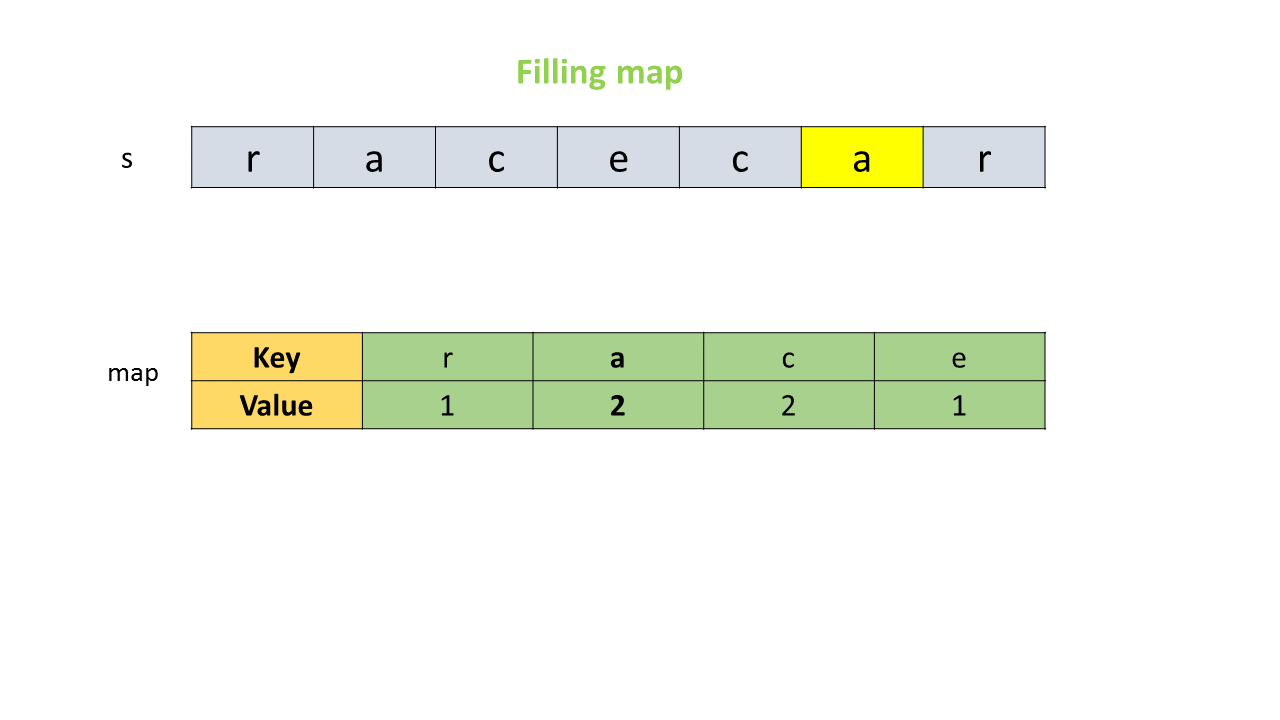 Filling map
s r a c e c a r
map
Key r a c e
Value 1 2 2 1